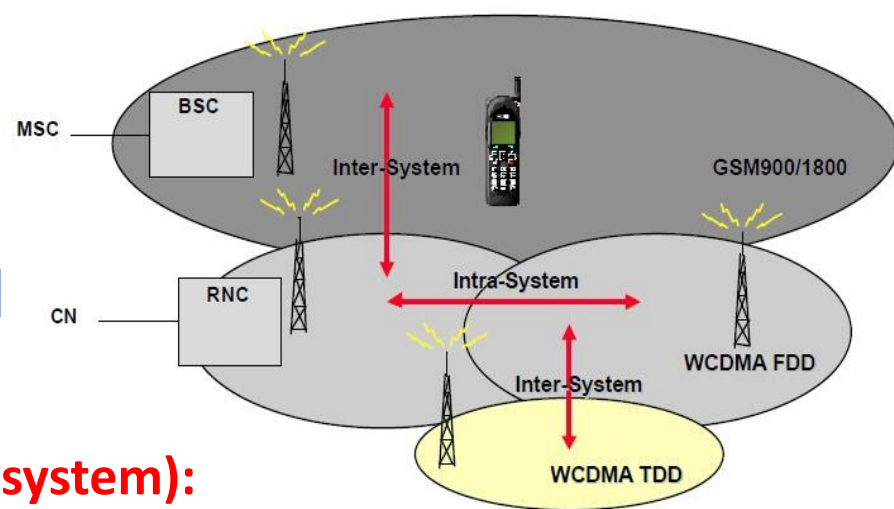 BSC
MSC
Inter-System
GSM900/1800
RNC
Intra-System
CN
WCDMA FDD
Inter-System
WCDMA TDD
system):